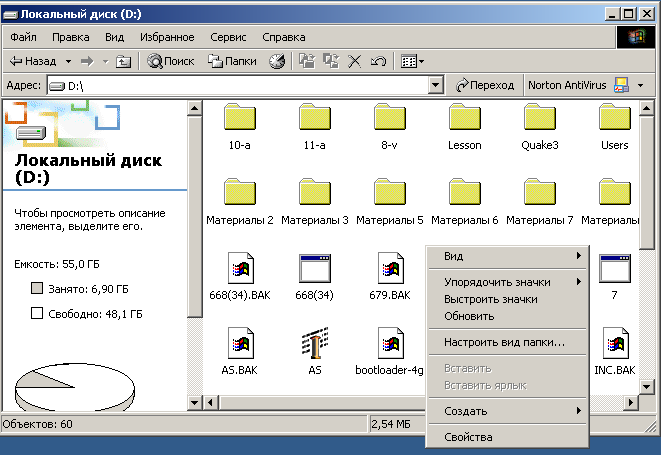 Локальный диск (D:)
Файл Правка Вид Избранное Сервис Справка
Назад Поиск Папки
Адрес: D:\ Переход Norton AntiVirus
Локальный диск
(D:)
Чтобы просмотреть описание
элемента, выделите его.
Емкость: 55,0 ГБ
Занято: 6,90 ГБ
Свободно: 48,1 ГБ
10-a 11-a 8-v Lesson Quake3 Users
Материалы 2 Материалы 3 Материалы 5 Материалы 6 Материалы 7 Материалы
668(34).BAK 668(34) 679.BAK 7
AS.BAK AS bootloader-4g INC.BAK
Вид
Упорядочить значки
Выстроить значки
Обновить
Настроить вид папки...
Вставить
Вставить ярлык
Создать
Свойства
Объектов: 60 2,54 МБ